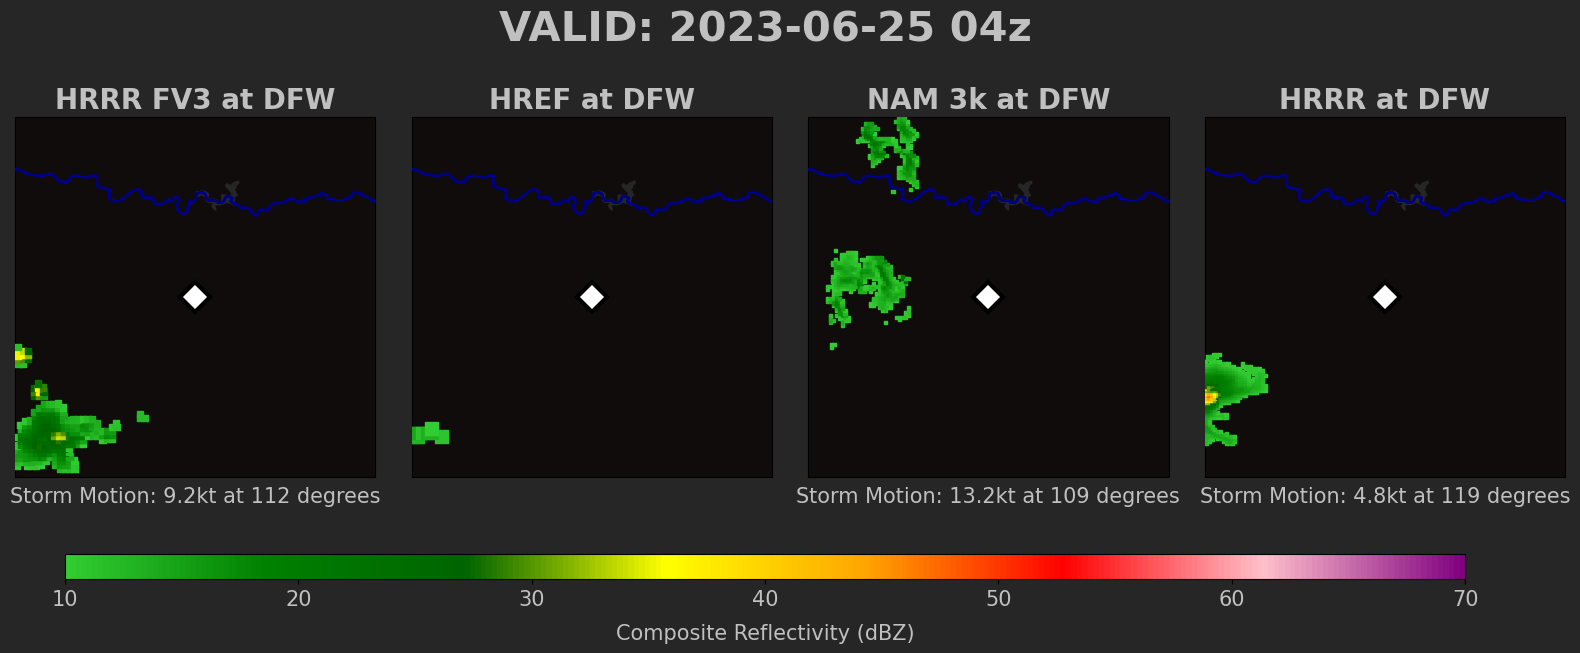 VALID: 2023-06-25 04z
HRRR FV3 at DFW
HREF at DFW
NAM 3k at DFW
HRRR at DFW
Storm Motion: 9.2kt at 112 degrees
Storm Motion: 13.2kt at 109 degrees
Storm Motion: 4.8kt at 119 degrees
10 20 30 40 50 60 70
Composite Reflectivity (dBZ)